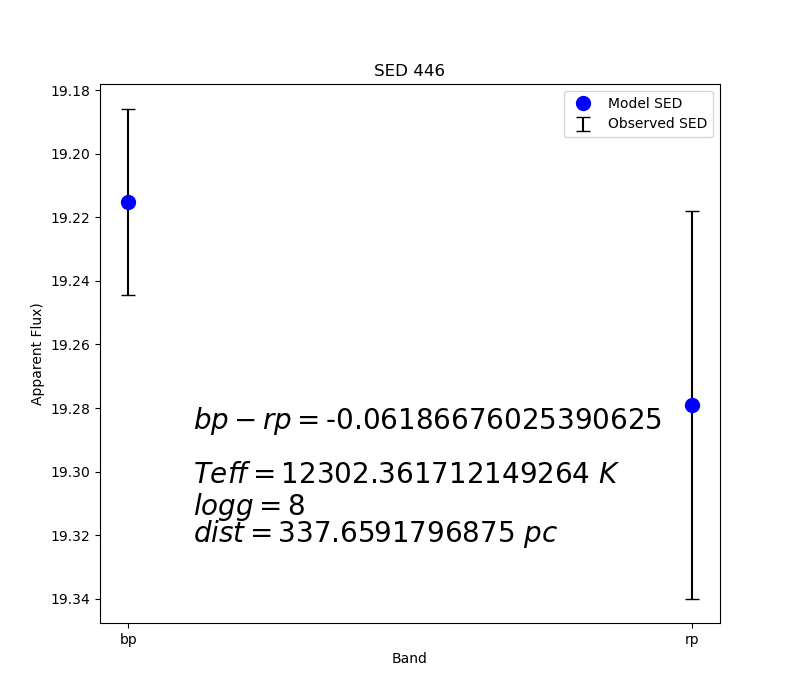 SED 446
Model SED
Observed SED
19.18
19.20
19.22
19.24
19.26
19.28
19.30
19.32
19.34
Apparent Flux)
bp − rp = -0.06186676025390625
Teff = 12302.361712149264 K
logg = 8
dist = 337.6591796875 pc
bp
rp
Band